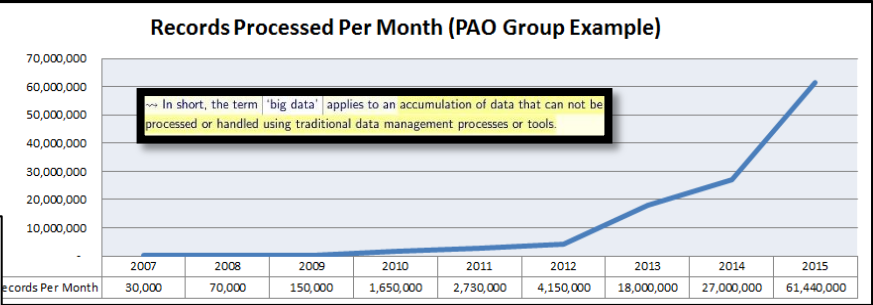 Records Processed Per Month (PAO Group Example)
70,000,000
60,000,000
50,000,000
40,000,000
30,000,000
20,000,000
10,000,000
-
⇝ In short, the term 'big data' applies to an accumulation of data that can not be
processed or handled using traditional data management processes or tools.
2007 2008 2009 2010 2011 2012 2013 2014 2015
ecords Per Month 30,000 70,000 150,000 1,650,000 2,730,000 4,150,000 18,000,000 27,000,000 61,440,000